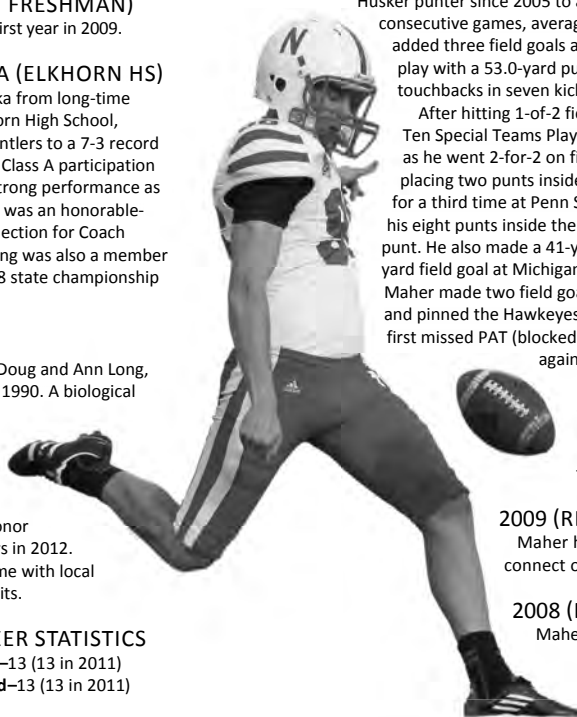 FRESHMAN)
irst year in 2009.
A (ELKHORN HS)
ka from long-time
orn High School,
ntlers to a 7-3 record
Class A participation
trong performance as
was an honorable-
ection for Coach
ng was also a member
8 state championship
Doug and Ann Long,
1990. A biological
onor
s in 2012.
me with local
its.
EER STATISTICS
–13 (13 in 2011)
d–13 (13 in 2011)
Husker punter since 2005 to a
consecutive games, averag
added three field goals a
play with a 53.0-yard pu
touchbacks in seven kick
After hitting 1-of-2 fie
Ten Special Teams Play
as he went 2-for-2 on fi
placing two punts inside
for a third time at Penn S
his eight punts inside the
punt. He also made a 41-y
yard field goal at Michigan
Maher made two field goa
and pinned the Hawkeyes
first missed PAT (blocked
again
2009 (RE
Maher h
connect o
2008 (
Mahe
N
adidas